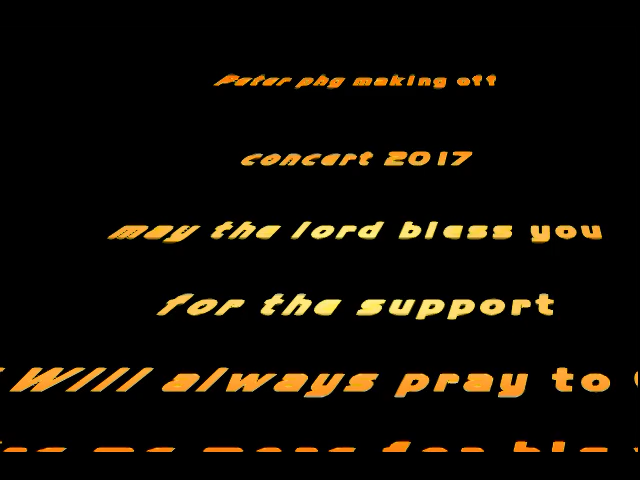 Peter phg making off
concert 2017
may the lord bless you
for the support
I Will always pray to